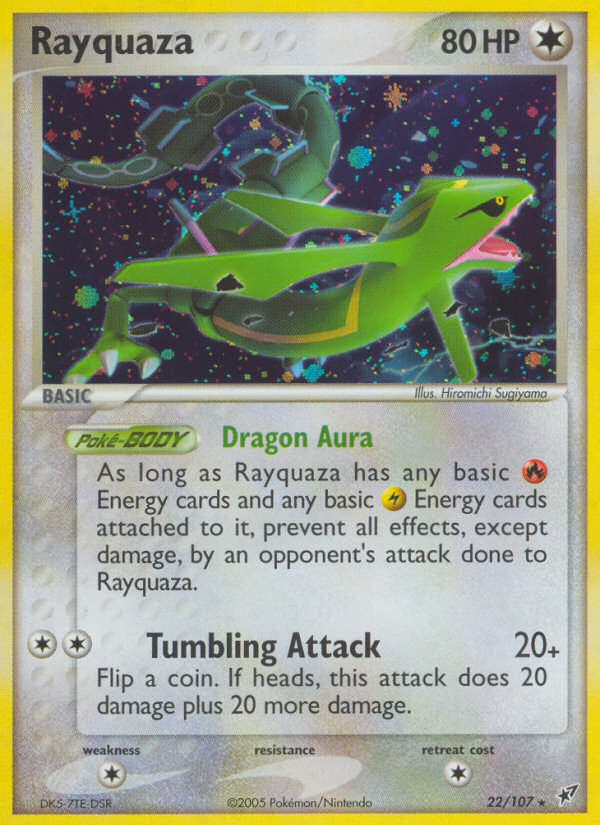 Rayquaza 80 HP
BASIC Illus. Hiromichi Sugiyama
Poké-BODY Dragon Aura
As long as Rayquaza has any basic
Energy cards and any basic Energy cards
attached to it, prevent all effects, except
damage, by an opponent's attack done to
Rayquaza.
Tumbling Attack 20+
Flip a coin. If heads, this attack does 20
damage plus 20 more damage.
weakness resistance retreat cost
DK5-7TE-DSR ©2005 Pokémon/Nintendo 22/107 ★